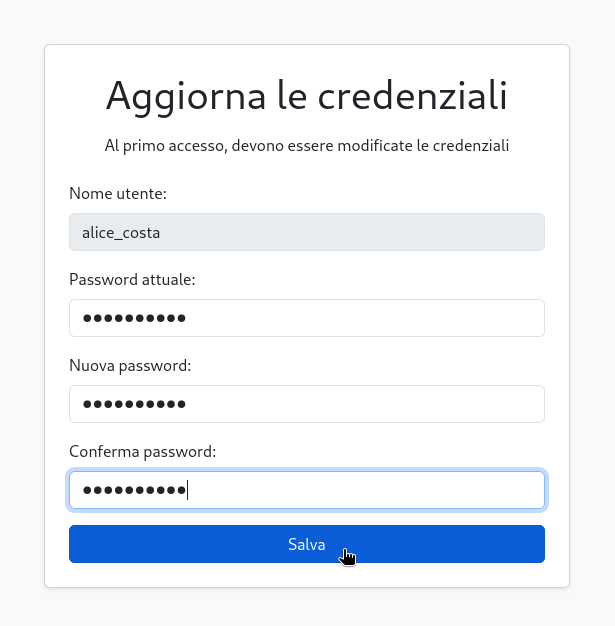 Aggiorna le credenziali
Al primo accesso, devono essere modificate le credenziali
Nome utente:
alice_costa
Password attuale:
●●●●●●●●●●
Nuova password:
●●●●●●●●●●
Conferma password:
●●●●●●●●●●
Salva